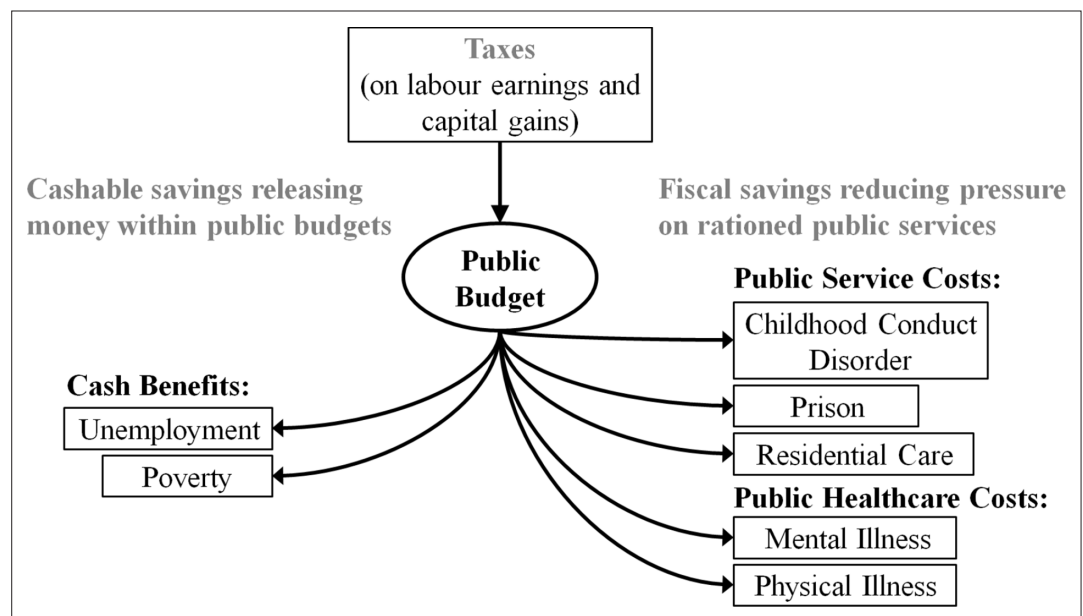 Taxes
(on labour earnings and
capital gains)
Cashable savings releasing
money within public budgets
Fiscal savings reducing pressure
on rationed public services
Public
Budget
Cash Benefits:
Unemployment
Poverty
Public Service Costs:
Childhood Conduct
Disorder
Prison
Residential Care
Public Healthcare Costs:
Mental Illness
Physical Illness